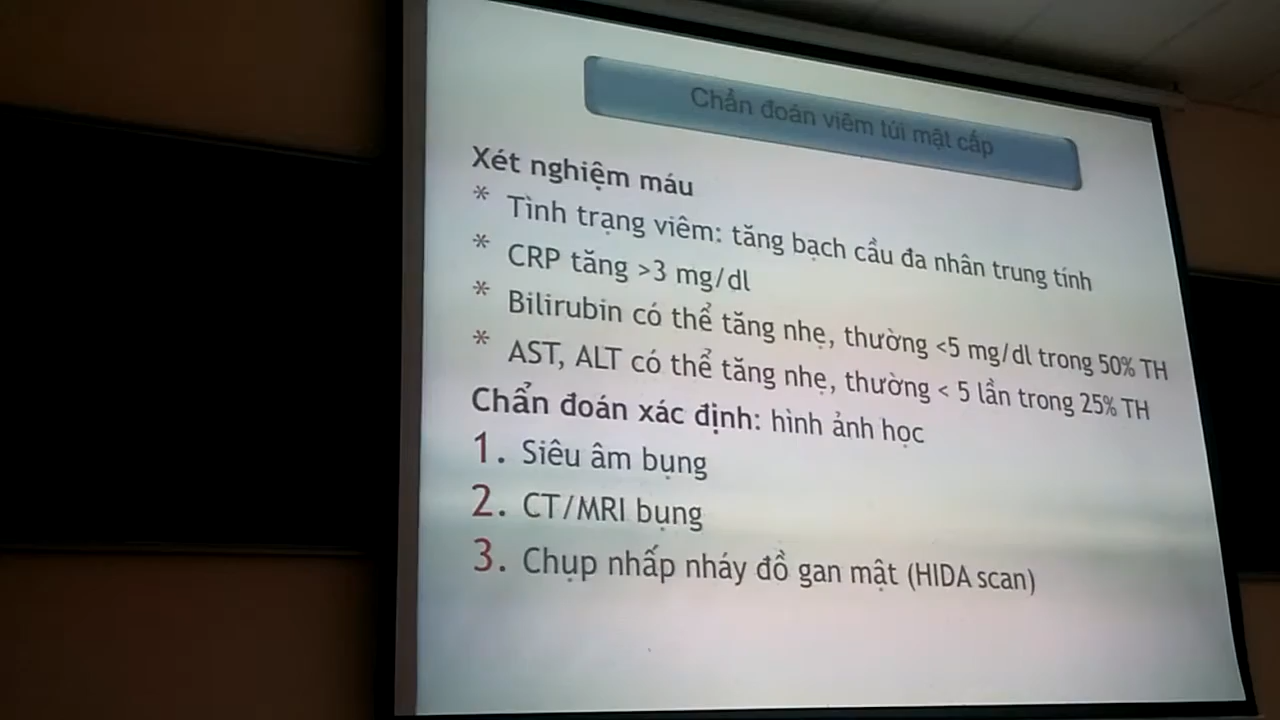 Chẩn đoán viêm túi mật cấp
Xét nghiệm máu
* Tình trạng viêm: tăng bạch cầu đa nhân trung tính
* CRP tăng >3 mg/dl
* Bilirubin có thể tăng nhẹ, thường <5 mg/dl trong 50% TH
* AST, ALT có thể tăng nhẹ, thường < 5 lần trong 25% TH
Chẩn đoán xác định: hình ảnh học
1. Siêu âm bụng
2. CT/MRI bụng
3. Chụp nhấp nháy đồ gan mật (HIDA scan)